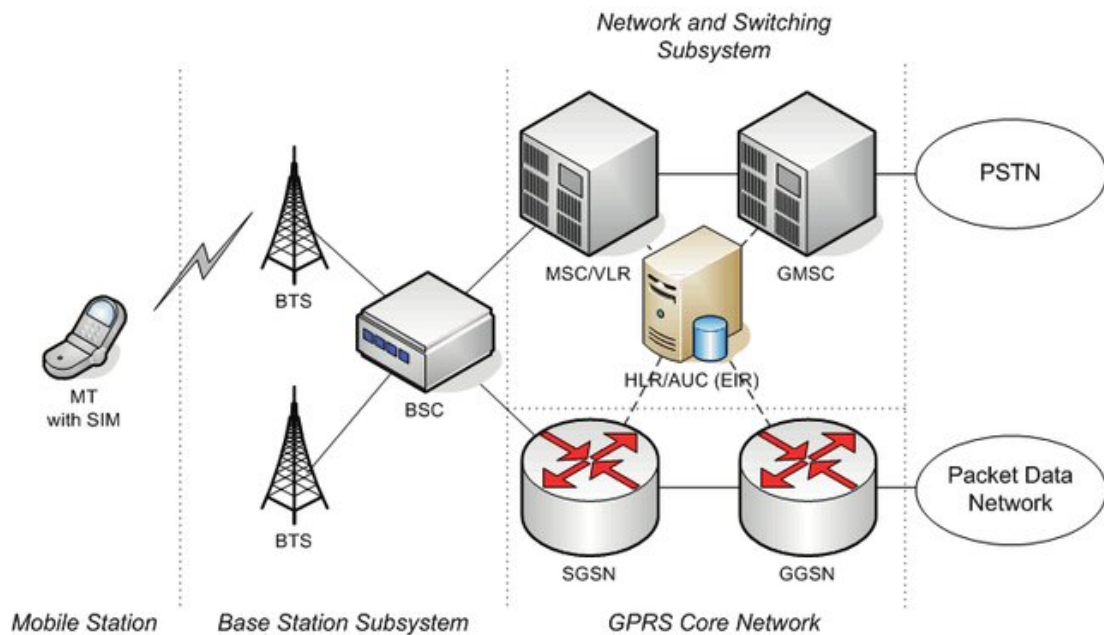 Network and Switching
Subsystem
PSTN
MSC/VLR
GMSC
BTS
MT
with SIM
BSC
HLR/AUC (EIR)
Packet Data
Network
BTS
SGSN
GGSN
Mobile Station
Base Station Subsystem
GPRS Core Network